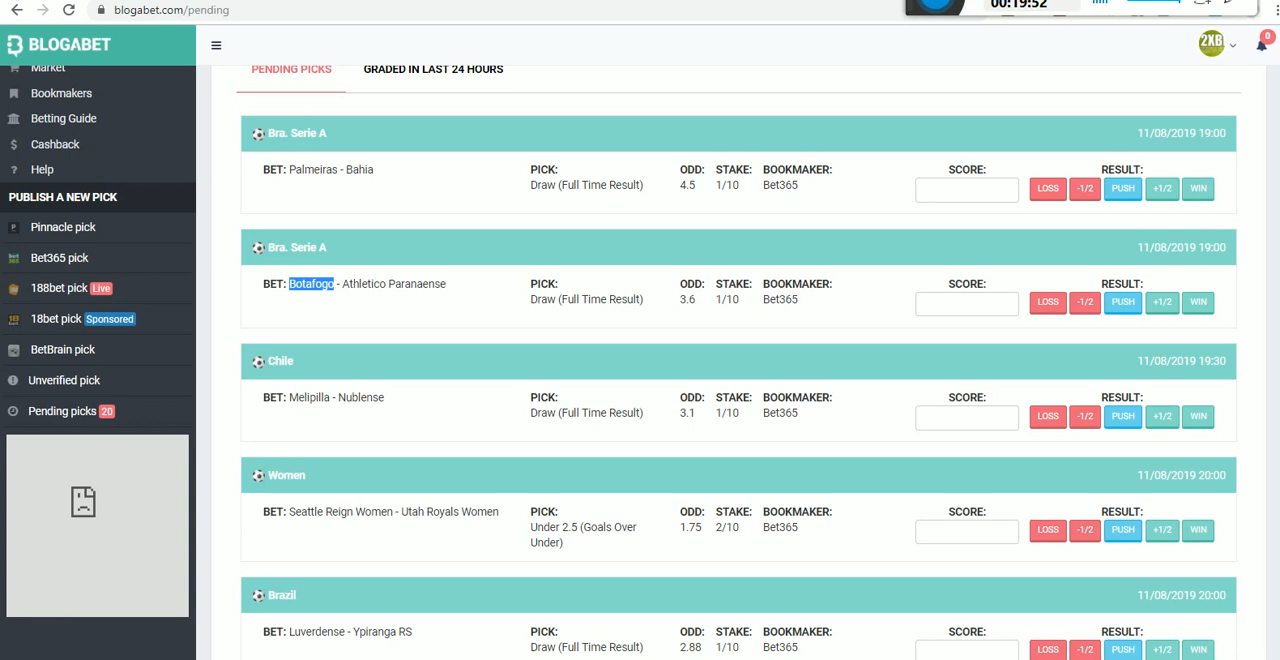 blogabet.com/pending
00:19:52
BLOGABET
2XB
0
Market
Bookmakers
Betting Guide
Cashback
Help
PUBLISH A NEW PICK
Pinnacle pick
Bet365 pick
188bet pick Live
18bet pick Sponsored
BetBrain pick
Unverified pick
Pending picks 20
PENDING PICKS GRADED IN LAST 24 HOURS
Bra. Serie A 11/08/2019 19:00
BET: Palmeiras - Bahia PICK: ODD: STAKE: BOOKMAKER: SCORE: RESULT:
Draw (Full Time Result) 4.5 1/10 Bet365 LOSS -1/2 PUSH +1/2 WIN
Bra. Serie A 11/08/2019 19:00
BET: Botafogo - Athletico Paranaense PICK: ODD: STAKE: BOOKMAKER: SCORE: RESULT:
Draw (Full Time Result) 3.6 1/10 Bet365 LOSS -1/2 PUSH +1/2 WIN
Chile 11/08/2019 19:30
BET: Melipilla - Nublense PICK: ODD: STAKE: BOOKMAKER: SCORE: RESULT:
Draw (Full Time Result) 3.1 1/10 Bet365 LOSS -1/2 PUSH +1/2 WIN
Women 11/08/2019 20:00
BET: Seattle Reign Women - Utah Royals Women PICK: ODD: STAKE: BOOKMAKER: SCORE: RESULT:
Under 2.5 (Goals Over 1.75 2/10 Bet365 LOSS -1/2 PUSH +1/2 WIN
Under)
Brazil 11/08/2019 20:00
BET: Luverdense - Ypiranga RS PICK: ODD: STAKE: BOOKMAKER: SCORE: RESULT:
Draw (Full Time Result) 2.88 1/10 Bet365 LOSS -1/2 PUSH +1/2 WIN